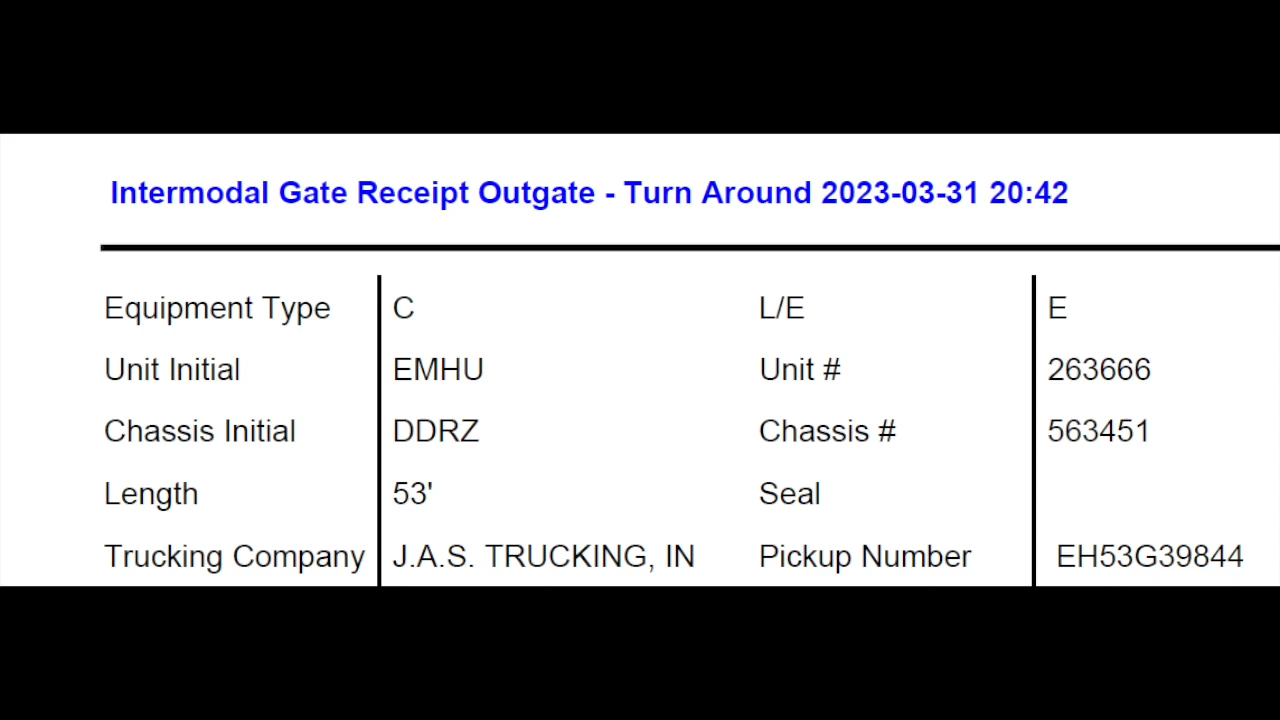 Intermodal Gate Receipt Outgate - Turn Around 2023-03-31 20:42
Equipment Type C L/E E
Unit Initial EMHU Unit # 263666
Chassis Initial DDRZ Chassis # 563451
Length 53' Seal
Trucking Company J.A.S. TRUCKING, IN Pickup Number EH53G39844